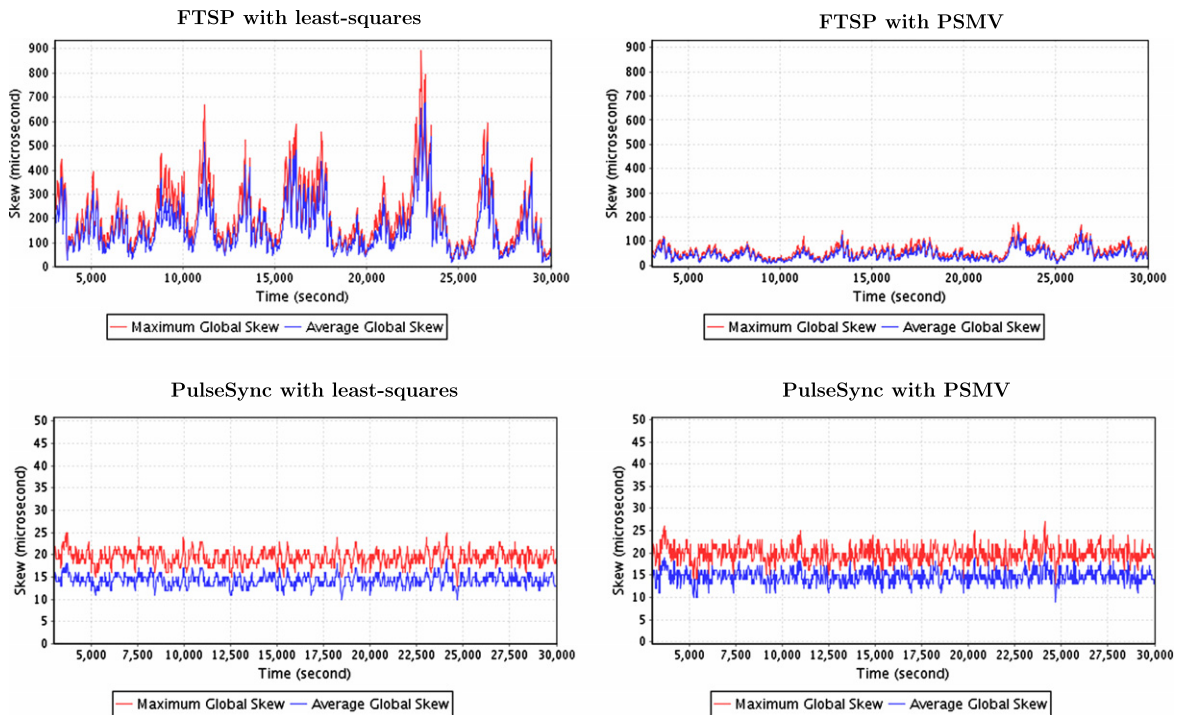 FTSP with least-squares
FTSP with PSMV
900
800
700
600
500
400
300
200
100
0
Skew (microsecond)
5,000 10,000 15,000 20,000 25,000 30,000
Time (second)
Maximum Global Skew Average Global Skew
900
800
700
600
500
400
300
200
100
0
Skew (microsecond)
5,000 10,000 15,000 20,000 25,000 30,000
Time (second)
Maximum Global Skew Average Global Skew
PulseSync with least-squares
PulseSync with PSMV
50
45
40
35
30
25
20
15
10
5
0
Skew (microsecond)
5,000 7,500 10,000 12,500 15,000 17,500 20,000 22,500 25,000 27,500 30,000
Time (second)
Maximum Global Skew Average Global Skew
50
45
40
35
30
25
20
15
10
5
0
Skew (microsecond)
5,000 7,500 10,000 12,500 15,000 17,500 20,000 22,500 25,000 27,500 30,000
Time (second)
Maximum Global Skew Average Global Skew